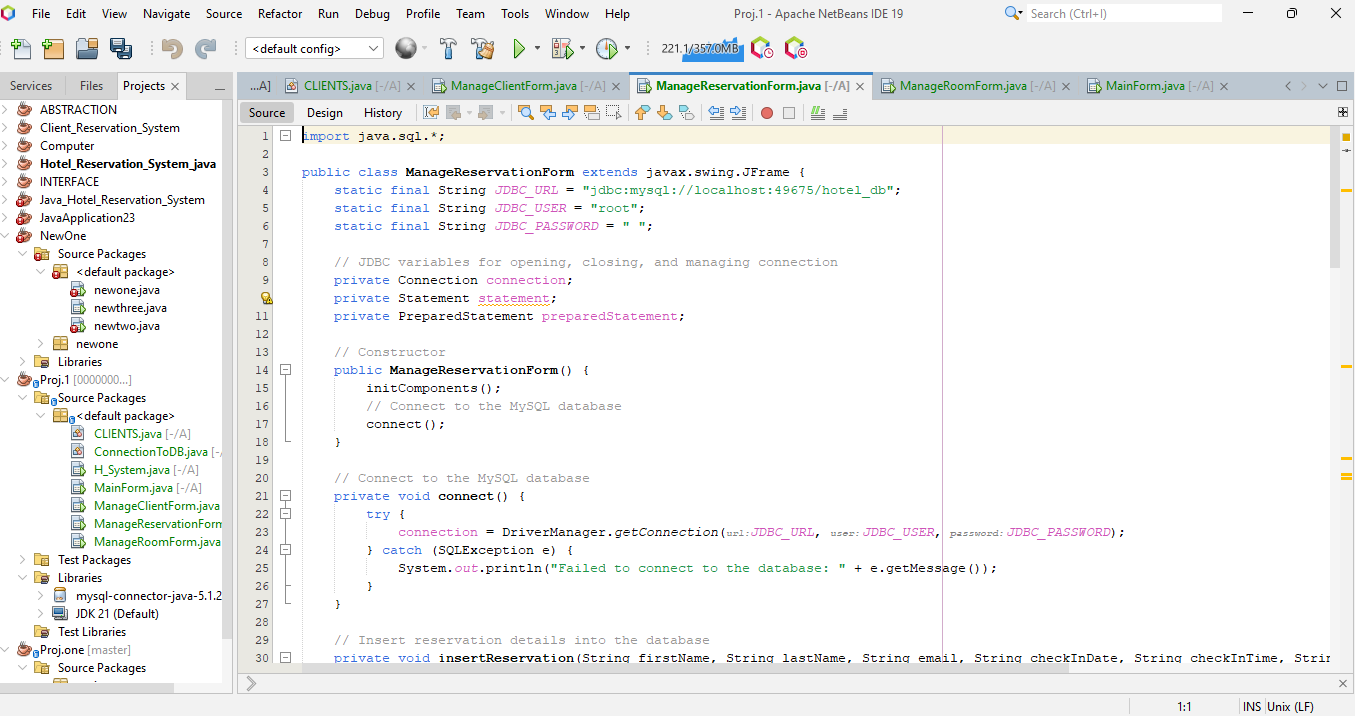 File Edit View Navigate Source Refactor Run Debug Profile Team Tools Window Help Proj.1 - Apache NetBeans IDE 19 Search (Ctrl+I)
<default config> 221.1/357.0MB
Services Files Projects
...A] CLIENTS.java [-/A] ManageClientForm.java [-/A] ManageReservationForm.java [-/A] ManageRoomForm.java [-/A] MainForm.java [-/A]
Source Design History
ABSTRACTION
Client_Reservation_System
Computer
Hotel_Reservation_System_java
INTERFACE
Java_Hotel_Reservation_System
JavaApplication23
NewOne
Source Packages
<default package>
newone.java
newthree.java
newtwo.java
newone
Libraries
Proj.1 [0000000...]
Source Packages
<default package>
CLIENTS.java [-/A]
ConnectionToDB.java [-/
H_System.java [-/A]
MainForm.java [-/A]
ManageClientForm.java
ManageReservationForm
ManageRoomForm.java
Test Packages
Libraries
mysql-connector-java-5.1.2
JDK 21 (Default)
Test Libraries
Proj.one [master]
Source Packages
1 import java.sql.*;
2
3 public class ManageReservationForm extends javax.swing.JFrame {
4 static final String JDBC_URL = "jdbc:mysql://localhost:49675/hotel_db";
5 static final String JDBC_USER = "root";
6 static final String JDBC_PASSWORD = " ";
7
8 // JDBC variables for opening, closing, and managing connection
9 private Connection connection;
private Statement statement;
11 private PreparedStatement preparedStatement;
12
13 // Constructor
14 public ManageReservationForm() {
15 initComponents();
16 // Connect to the MySQL database
17 connect();
18 }
19
20 // Connect to the MySQL database
21 private void connect() {
22 try {
23 connection = DriverManager.getConnection(url:JDBC_URL, user:JDBC_USER, password:JDBC_PASSWORD);
24 } catch (SQLException e) {
25 System.out.println("Failed to connect to the database: " + e.getMessage());
26 }
27 }
28
29 // Insert reservation details into the database
30 private void insertReservation(String firstName, String lastName, String email, String checkInDate, String checkInTime, Strin
1:1 INS Unix (LF)